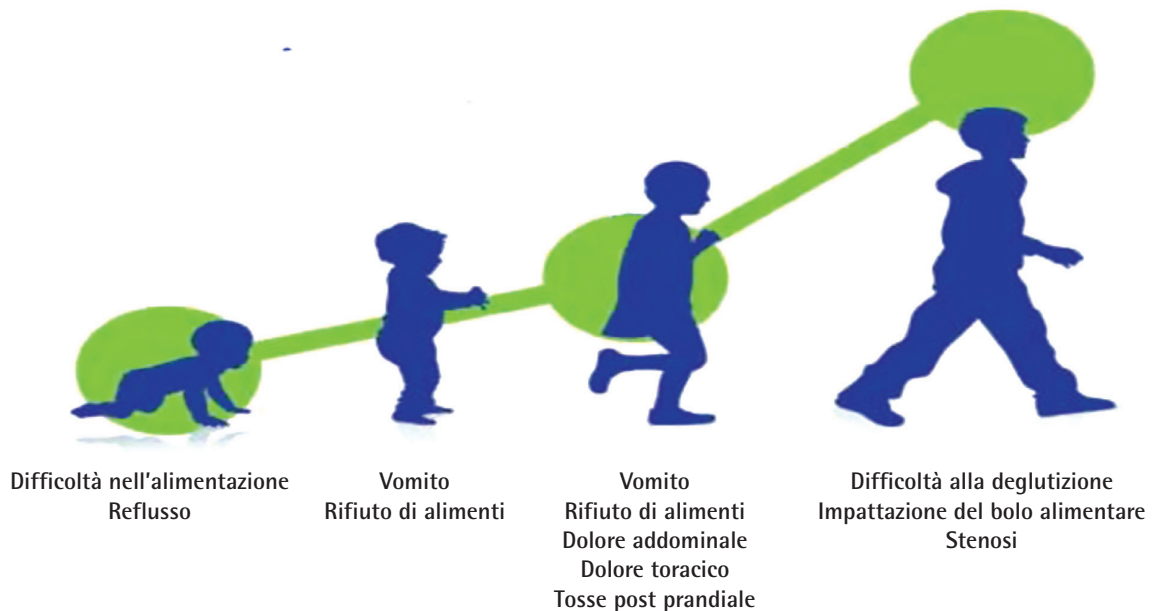 Difficoltà nell'alimentazione
Reflusso
Vomito
Rifiuto di alimenti
Vomito
Rifiuto di alimenti
Dolore addominale
Dolore toracico
Tosse post prandiale
Difficoltà alla deglutizione
Impattazione del bolo alimentare
Stenosi